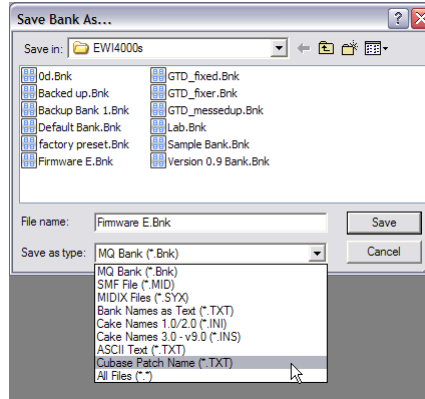 Save Bank As...
Save in: EWI4000s
0d.Bnk
Backed up.Bnk
Backup Bank 1.Bnk
Default Bank.Bnk
factory preset.Bnk
Firmware E.Bnk
GTD_fixed.Bnk
GTD_fixer.Bnk
GTD_messedup.Bnk
Lab.Bnk
Sample Bank.Bnk
Version 0.9 Bank.Bnk
File name: Firmware E.Bnk Save
Save as type: MQ Bank (*.Bnk) Cancel
MQ Bank (*.Bnk)
SMF File (*.MID)
MIDIX Files (*.SYX)
Bank Names as Text (*.TXT)
Cake Names 1.0/2.0 (*.INI)
Cake Names 3.0 - v9.0 (*.INS)
ASCII Text (*.TXT)
Cubase Patch Name (*.TXT)
All Files (*.*)